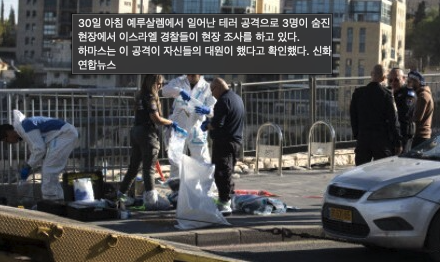 30일 아침 예루살렘에서 일어난 테러 공격으로 3명이 숨진
현장에서 이스라엘 경찰들이 현장 조사를 하고 있다.
하마스는 이 공격이 자신들의 대원이 했다고 확인했다. 신화
연합뉴스